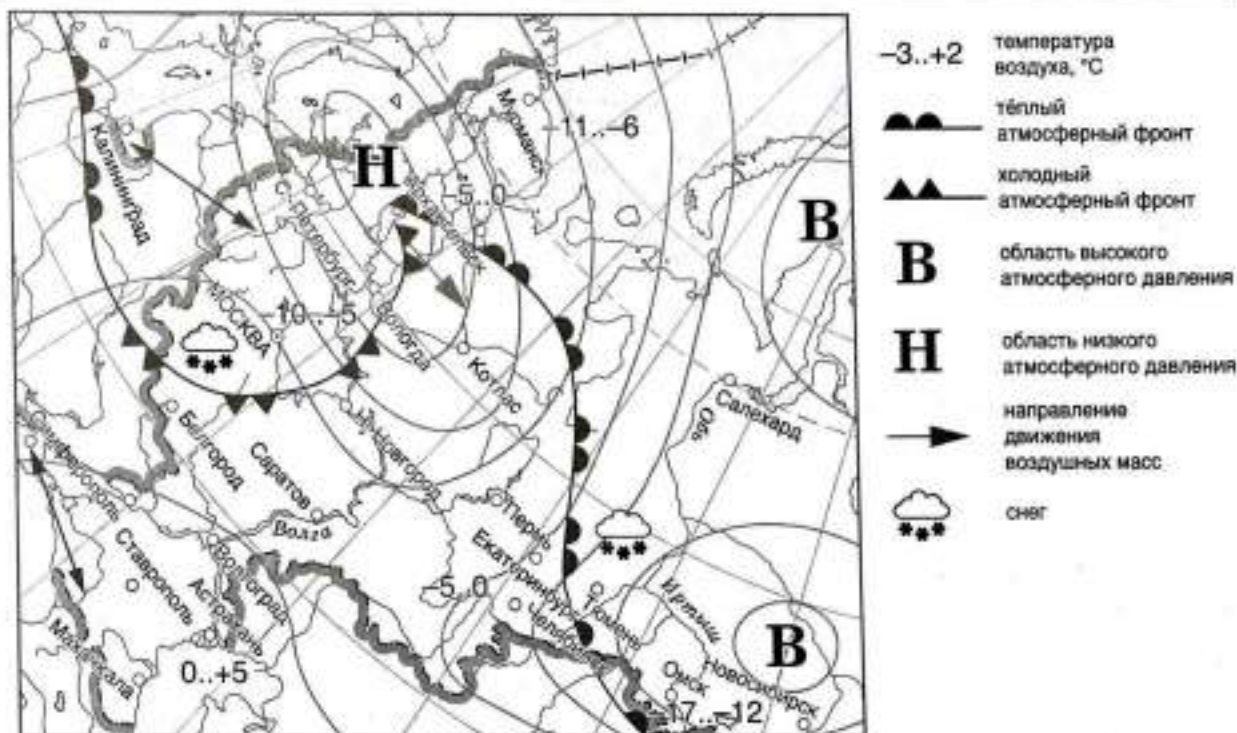 –3..+2 температура
воздуха, °С
тёплый
атмосферный фронт
холодный
атмосферный фронт
В область высокого
атмосферного давления
Н область низкого
атмосферного давления
направление
движения
воздушных масс
снег
Мурманск
–11..–6
Калининград
Н
С.-Петербург
Архангельск
–5..0
В
МОСКВА
–10..–5
Вологда
Котлас
Салехард
Обь
Белгород
Саратов
Н.Новгород
Симферополь
Волга
Пермь
Ставрополь
Волгоград
Астрахань
Екатеринбург
Тюмень
Челябинск
–5..0
Иртыш
В
Махачкала
0..+5
Омск
Новосибирск
–17..–12